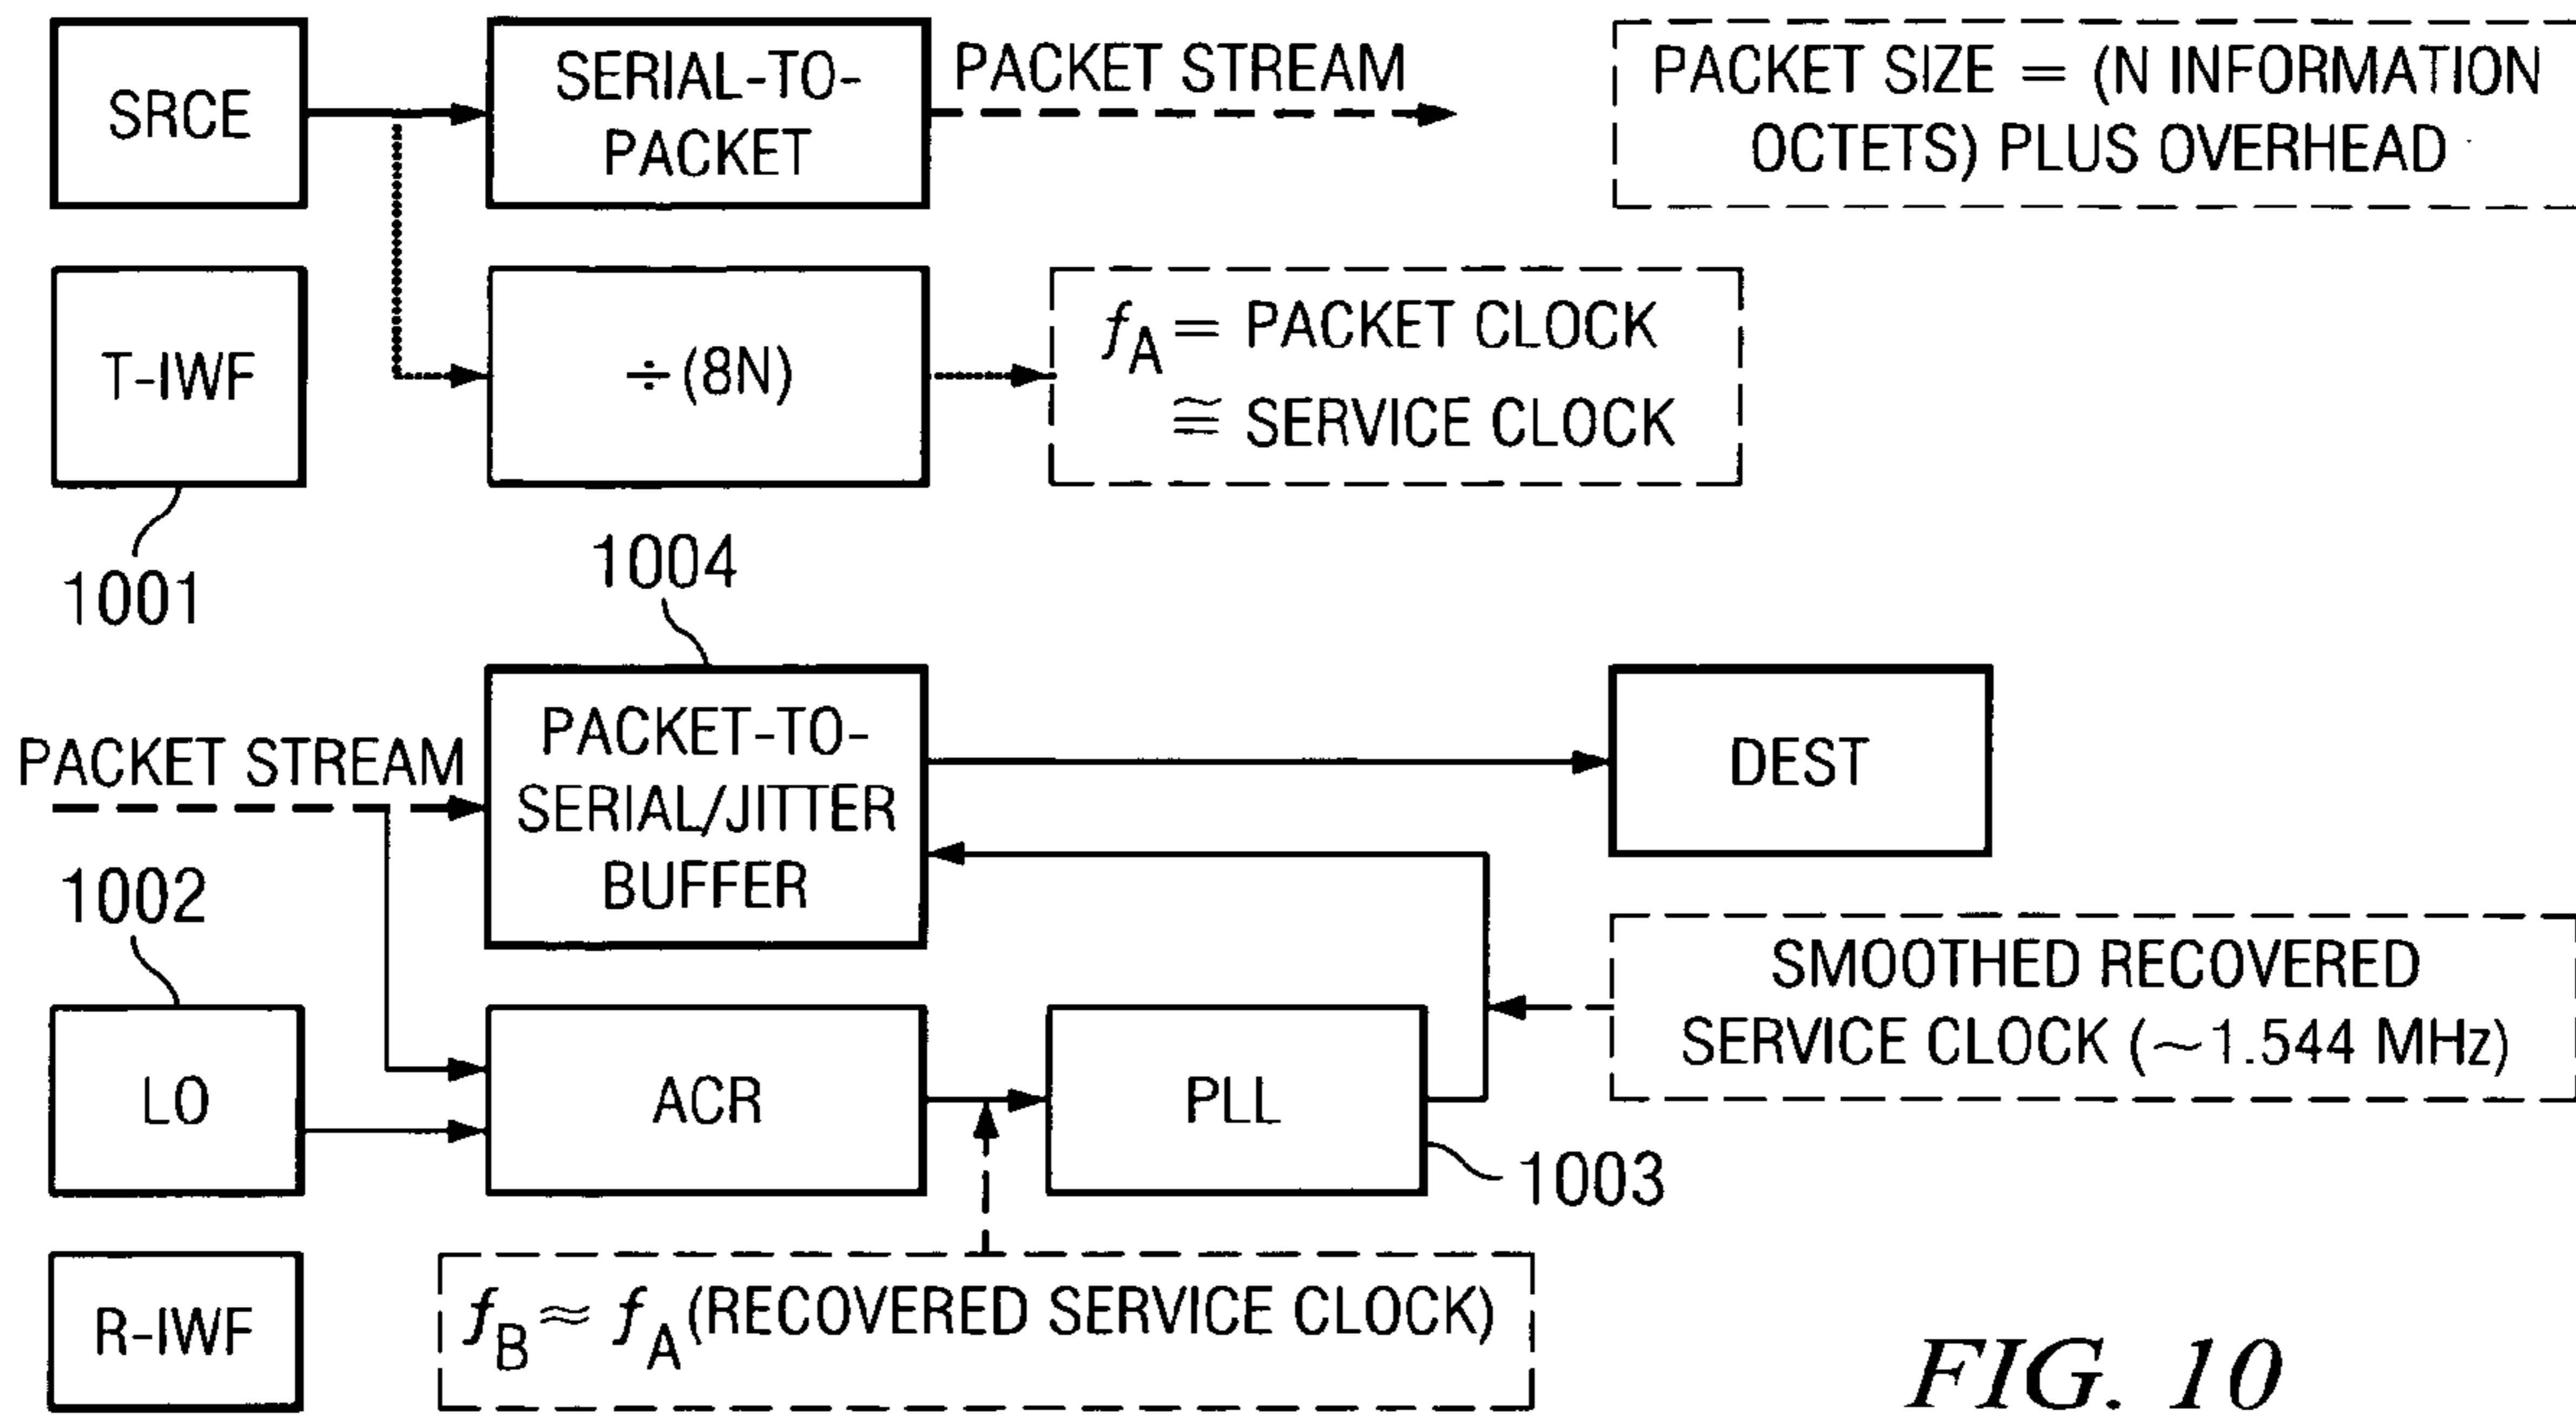 SRCE
SERIAL-TO-
PACKET
PACKET STREAM
PACKET SIZE = (N INFORMATION
OCTETS) PLUS OVERHEAD
T-IWF
÷(8N)
fA = PACKET CLOCK
≅ SERVICE CLOCK
1001
1004
PACKET STREAM
PACKET-TO-
SERIAL/JITTER
BUFFER
DEST
1002
LO
ACR
PLL
SMOOTHED RECOVERED
SERVICE CLOCK (~1.544 MHz)
1003
R-IWF
fB ≈ fA (RECOVERED SERVICE CLOCK)
FIG. 10